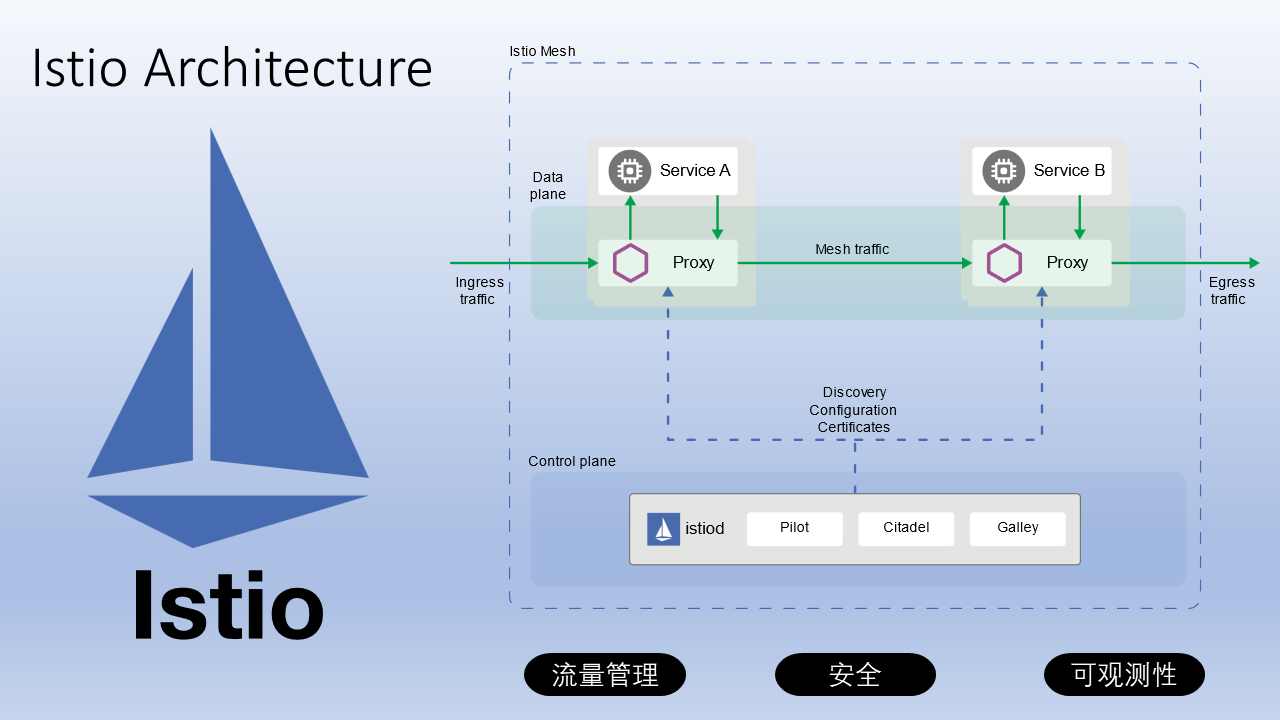 Istio Architecture
Istio
Istio Mesh
Data
plane
Service A
Service B
Proxy
Mesh traffic
Proxy
Ingress
traffic
Egress
traffic
Discovery
Configuration
Certificates
Control plane
istiod
Pilot
Citadel
Galley
流量管理
安全
可观测性